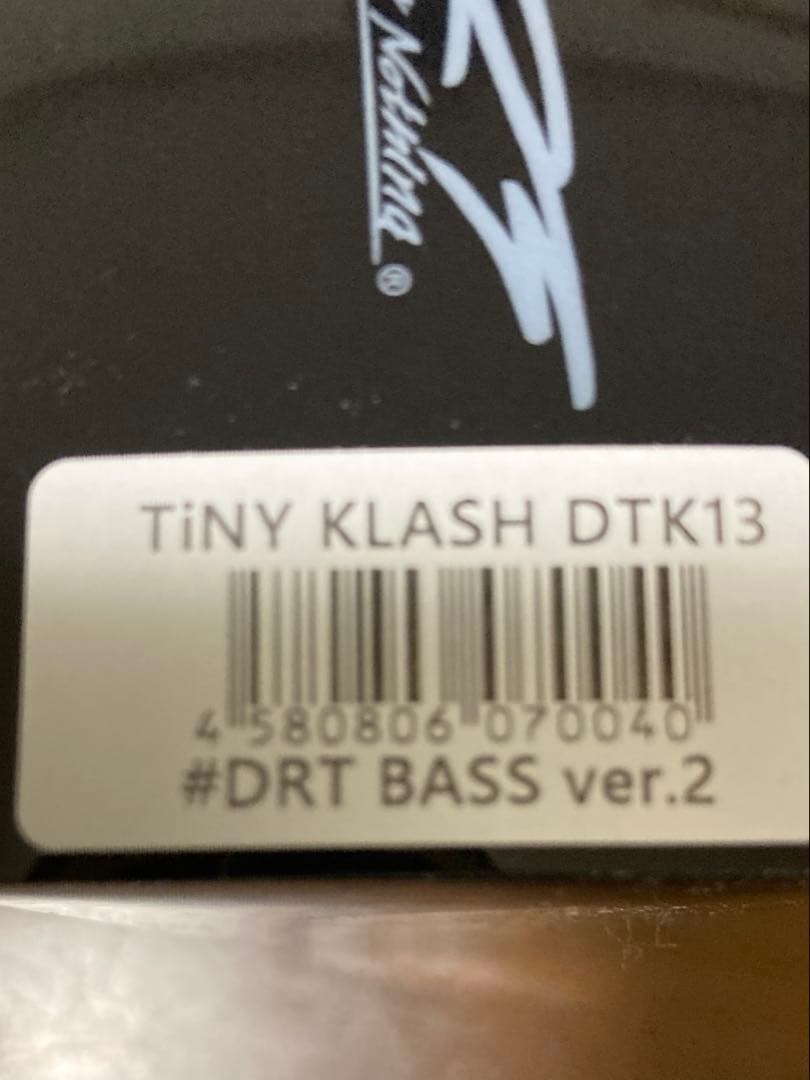 Nothing®
TiNY KLASH DTK13
4 580806 070040
#DRT BASS ver.2